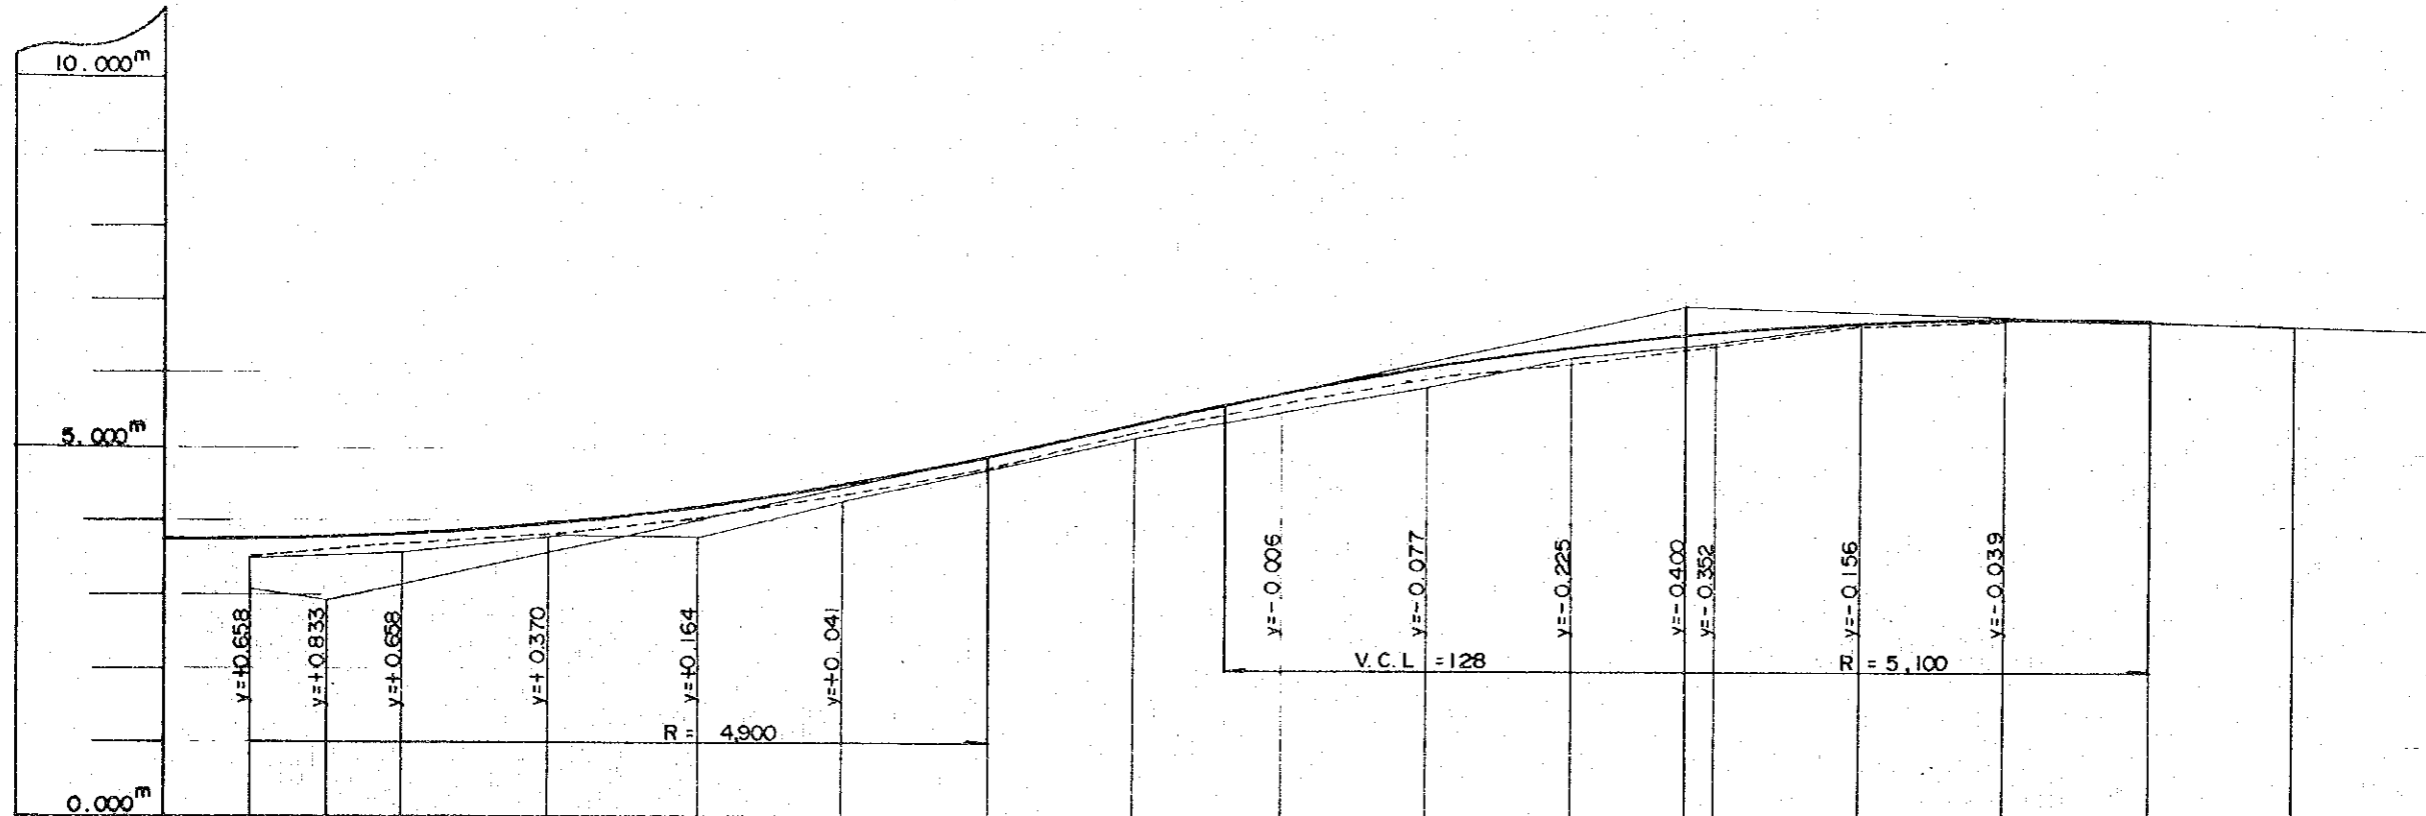 10.000m
5.000m
0.000m
y=+0.658
y=+0.833
y=+0.658
y=+0.370
y=+0.164
y=+0.041
R = 4,900
y=-0.006
y=-0.077
y=-0.225
y=-0.400
y=-0.352
y=-0.156
y=-0.039
V.C.L =128
R = 5,100